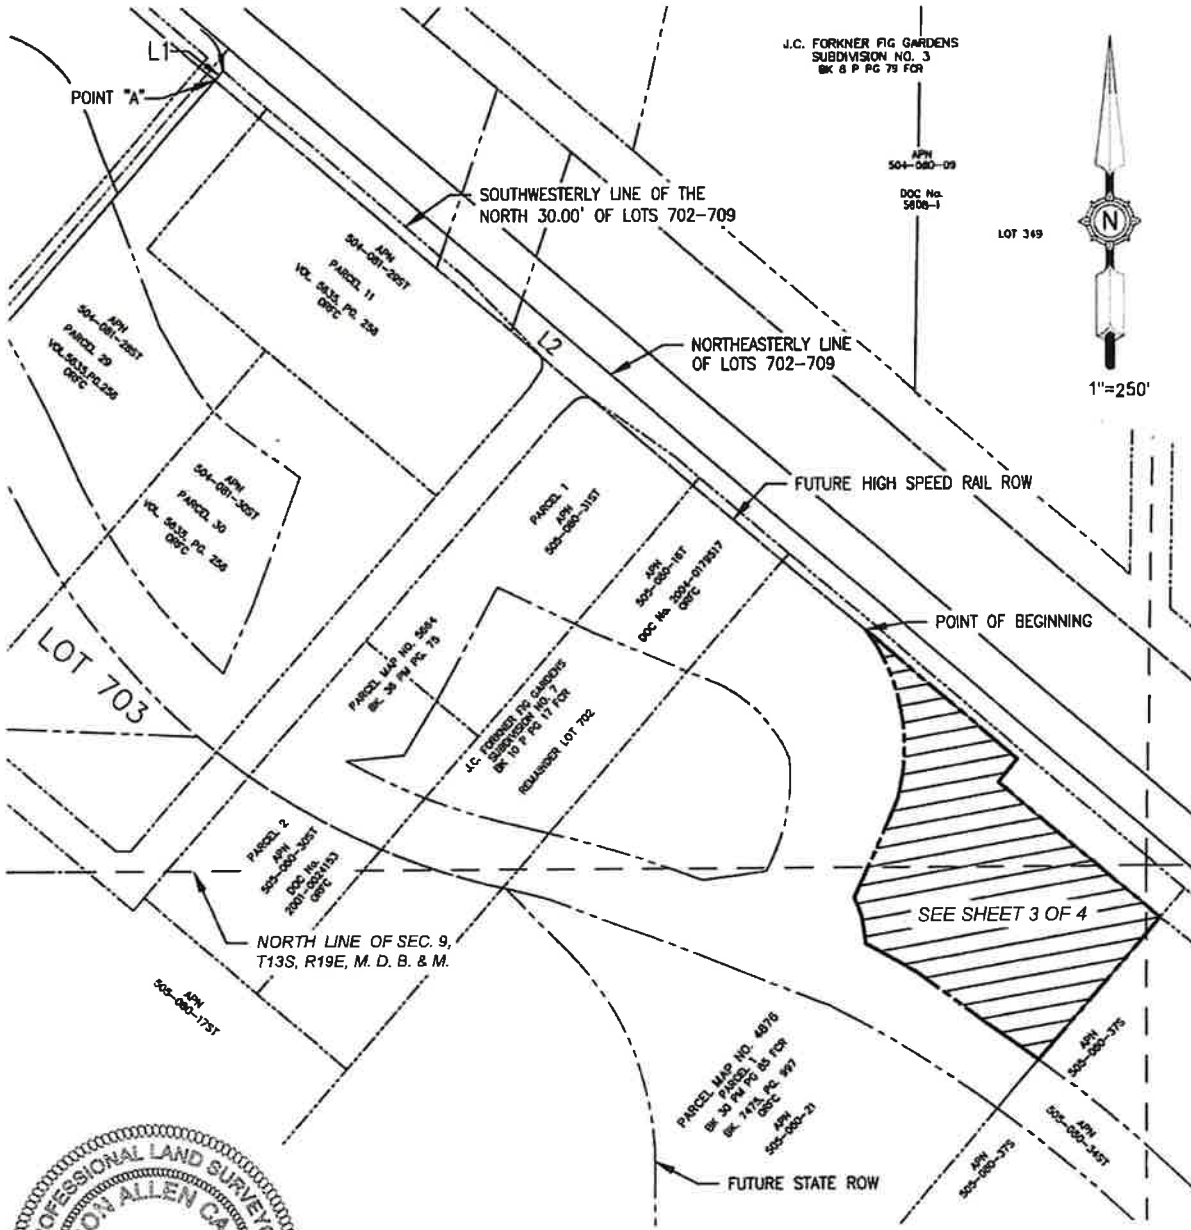 J.C. FORKNER FIG GARDENS
SUBDIVISION NO. 3
BK 8 P PG 79 FCR
L1
POINT "A"
APN
504-080-09
DOC No.
5808-1
LOT 349
N
1"=250'
SOUTHWESTERLY LINE OF THE
NORTH 30.00' OF LOTS 702-709
APN
504-081-29ST
PARCEL 11
VOL. 5635, PG. 258
ORFC
APN
504-081-28ST
PARCEL 29
VOL.5635,PG.258
ORFC
L2
NORTHEASTERLY LINE
OF LOTS 702-709
APN
504-081-30ST
PARCEL 30
VOL. 5635, PG. 258
ORFC
FUTURE HIGH SPEED RAIL ROW
PARCEL 1
APN
505-080-31ST
APN
505-060-16T
DOC No. 2004-0179517
ORFC
POINT OF BEGINNING
LOT 703
PARCEL MAP NO. 5664
BK. 36 PM PG. 75
J.C. FORKNER FIG GARDENS
SUBDIVISION NO. 7
BK 10 P PG 17 FCR
REMAINDER LOT 702
PARCEL 2
APN
505-080-30ST
DOC No.
2001-0024153
ORFC
SEE SHEET 3 OF 4
NORTH LINE OF SEC. 9,
T13S, R19E, M. D. B. & M.
APN
505-080-17ST
PARCEL MAP NO. 4876
PARCEL 1
BK 30 PM PG 85 FCR
BK. 7475, PG. 997
ORFC
APN
505-060-21
APN
505-080-37S
APN
505-080-34ST
APN
505-080-37S
FUTURE STATE ROW
PROFESSIONAL LAND SURVEYOR
ALLEN